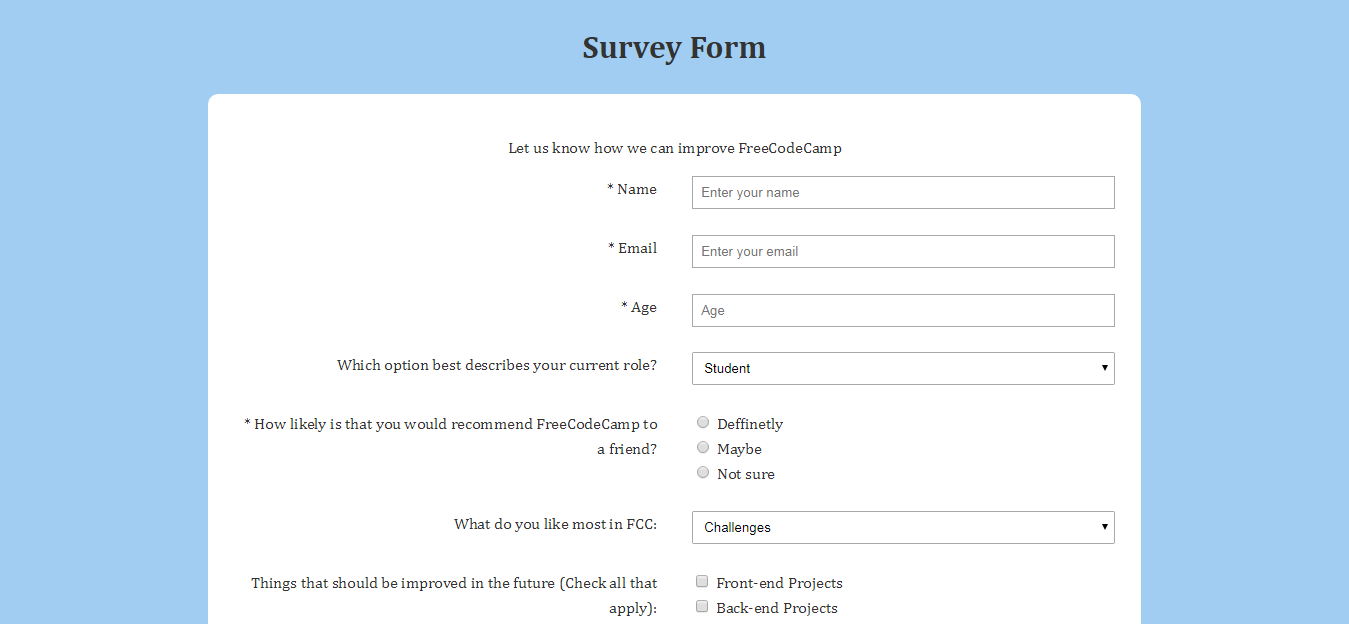 Survey Form
Let us know how we can improve FreeCodeCamp
* Name
Enter your name
* Email
Enter your email
* Age
Age
Which option best describes your current role?
Student
* How likely is that you would recommend FreeCodeCamp to
a friend?
Deffinetly
Maybe
Not sure
What do you like most in FCC:
Challenges
Things that should be improved in the future (Check all that
apply):
Front-end Projects
Back-end Projects